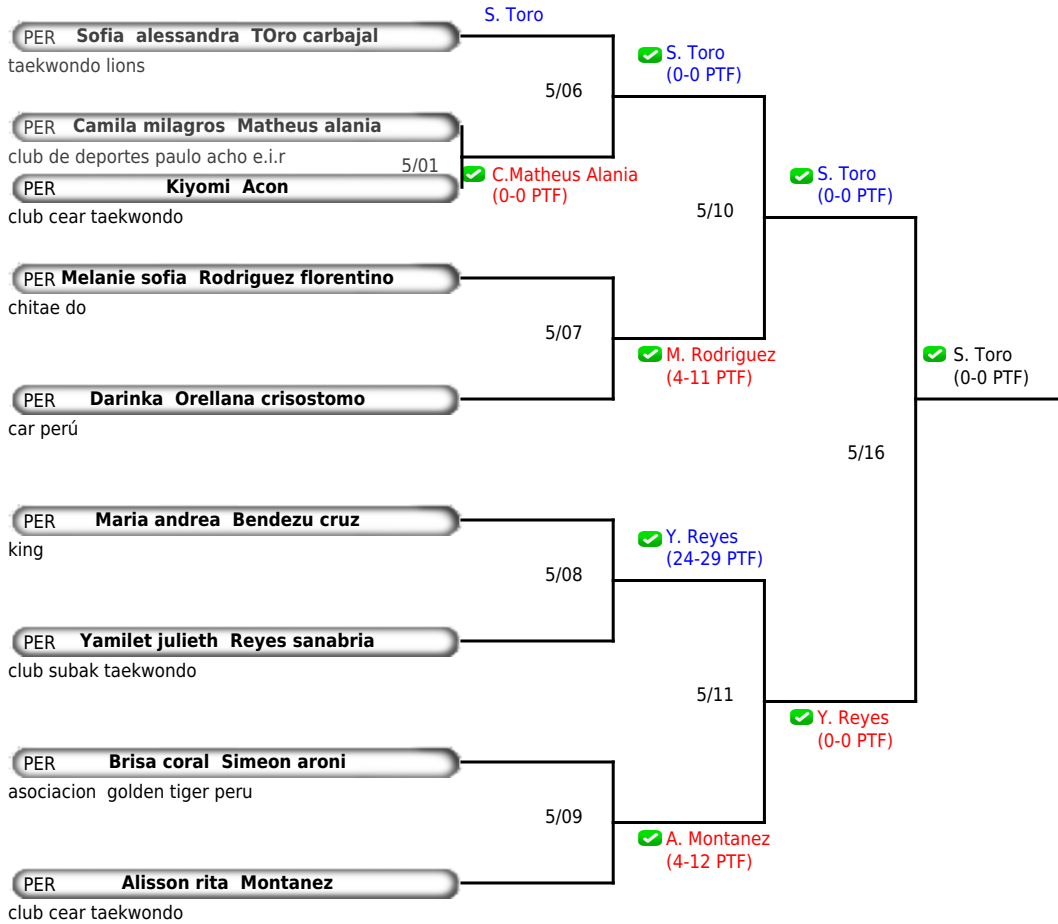 S. Toro
PER Sofia alessandra TOro carbajal
taekwondo lions
S. Toro
(0-0 PTF)
5/06
PER Camila milagros Matheus alania
club de deportes paulo acho e.i.r
5/01
C.Matheus Alania
(0-0 PTF)
PER Kiyomi Acon
club cear taekwondo
S. Toro
(0-0 PTF)
5/10
PER Melanie sofia Rodriguez florentino
chitae do
5/07
M. Rodriguez
(4-11 PTF)
S. Toro
(0-0 PTF)
PER Darinka Orellana crisostomo
car perú
5/16
PER Maria andrea Bendezu cruz
king
Y. Reyes
(24-29 PTF)
5/08
PER Yamilet julieth Reyes sanabria
club subak taekwondo
5/11
Y. Reyes
(0-0 PTF)
PER Brisa coral Simeon aroni
asociacion golden tiger peru
5/09
A. Montanez
(4-12 PTF)
PER Alisson rita Montanez
club cear taekwondo